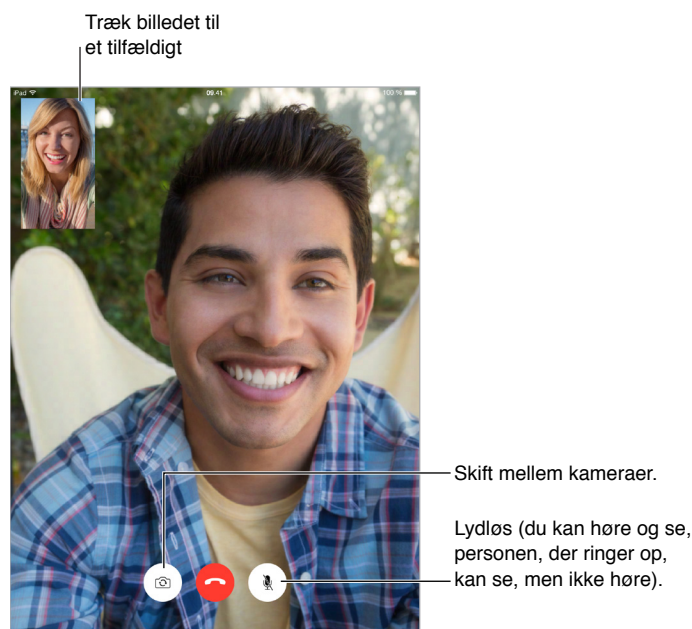 Træk billedet til
et tilfældigt
iPad 09.41 100 %
Skift mellem kameraer.
Lydløs (du kan høre og se,
personen, der ringer op,
kan se, men ikke høre).